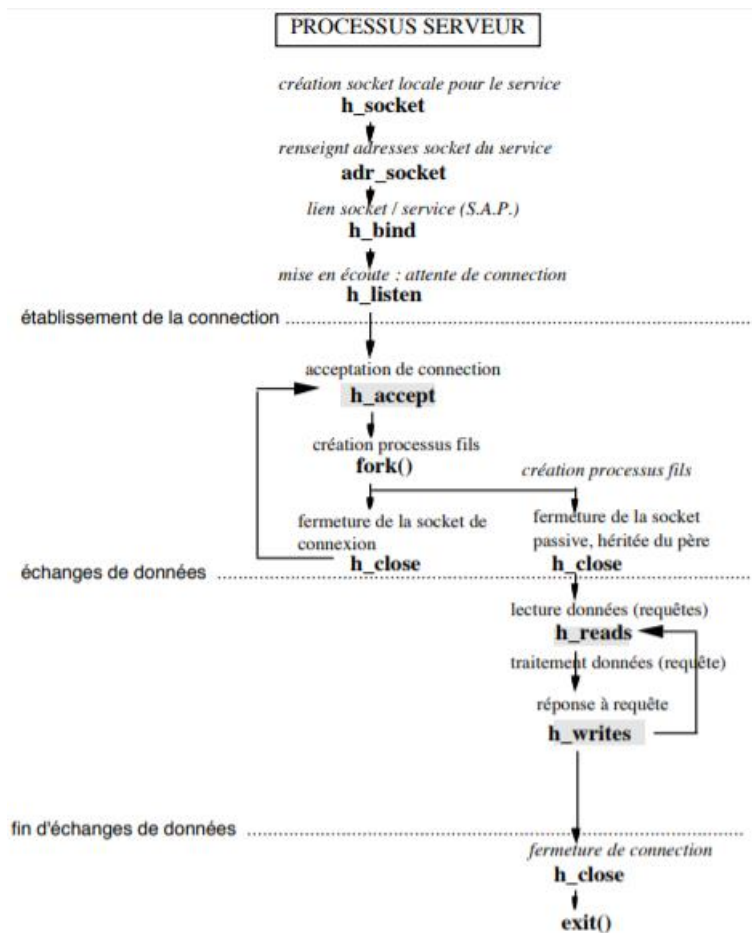 PROCESSUS SERVEUR
création socket locale pour le service
h_socket
renseignt adresses socket du service
adr_socket
lien socket / service (S.A.P.)
h_bind
mise en écoute : attente de connection
h_listen
établissement de la connection
acceptation de connection
h_accept
création processus fils
fork()
création processus fils
fermeture de la socket de
connexion
h_close
fermeture de la socket
passive, héritée du père
h_close
échanges de données
lecture données (requêtes)
h_reads
traitement données (requête)
réponse à requête
h_writes
fin d'échanges de données
fermeture de connection
h_close
exit()